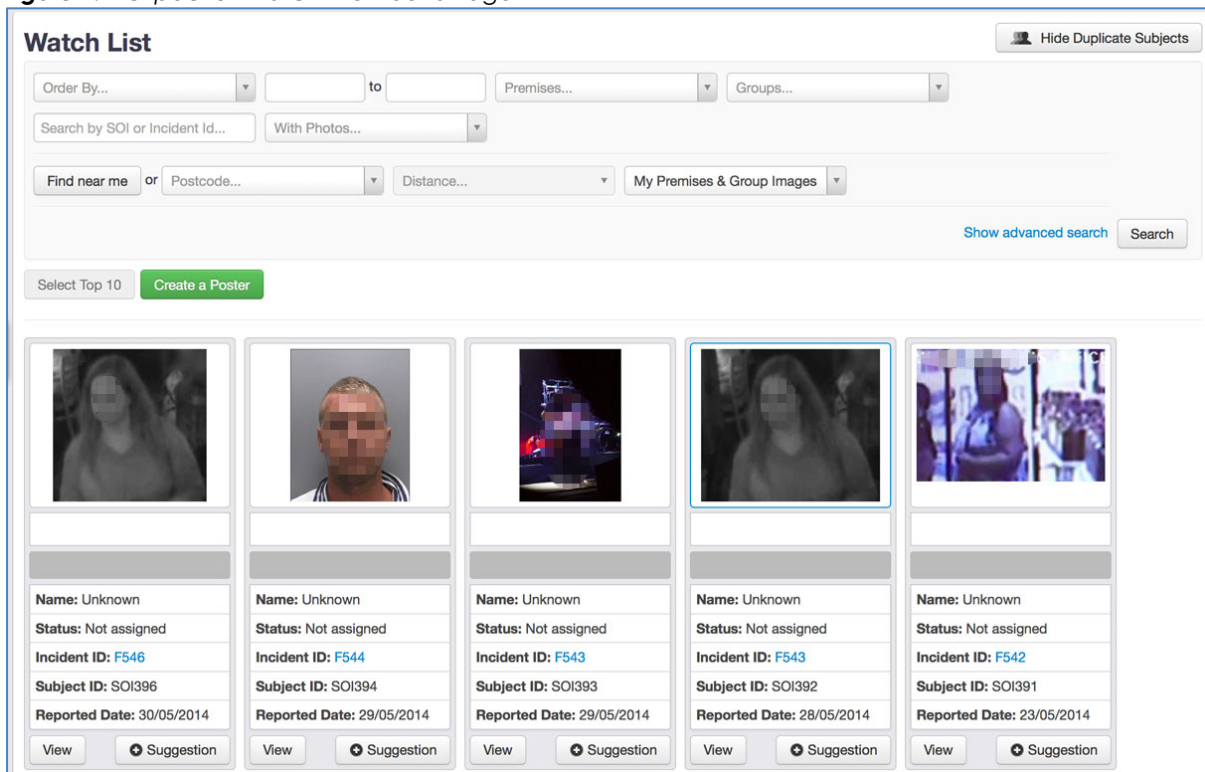 Watch List
Hide Duplicate Subjects
Order By...
to
Premises...
Groups...
Search by SOI or Incident Id...
With Photos...
Find near me
or
Postcode...
Distance...
My Premises & Group Images
Show advanced search
Search
Select Top 10
Create a Poster
Name: Unknown
Status: Not assigned
Incident ID: F546
Subject ID: SOI396
Reported Date: 30/05/2014
View
Suggestion
Name: Unknown
Status: Not assigned
Incident ID: F544
Subject ID: SOI394
Reported Date: 29/05/2014
View
Suggestion
Name: Unknown
Status: Not assigned
Incident ID: F543
Subject ID: SOI393
Reported Date: 29/05/2014
View
Suggestion
Name: Unknown
Status: Not assigned
Incident ID: F543
Subject ID: SOI392
Reported Date: 28/05/2014
View
Suggestion
Name: Unknown
Status: Not assigned
Incident ID: F542
Subject ID: SOI391
Reported Date: 23/05/2014
View
Suggestion